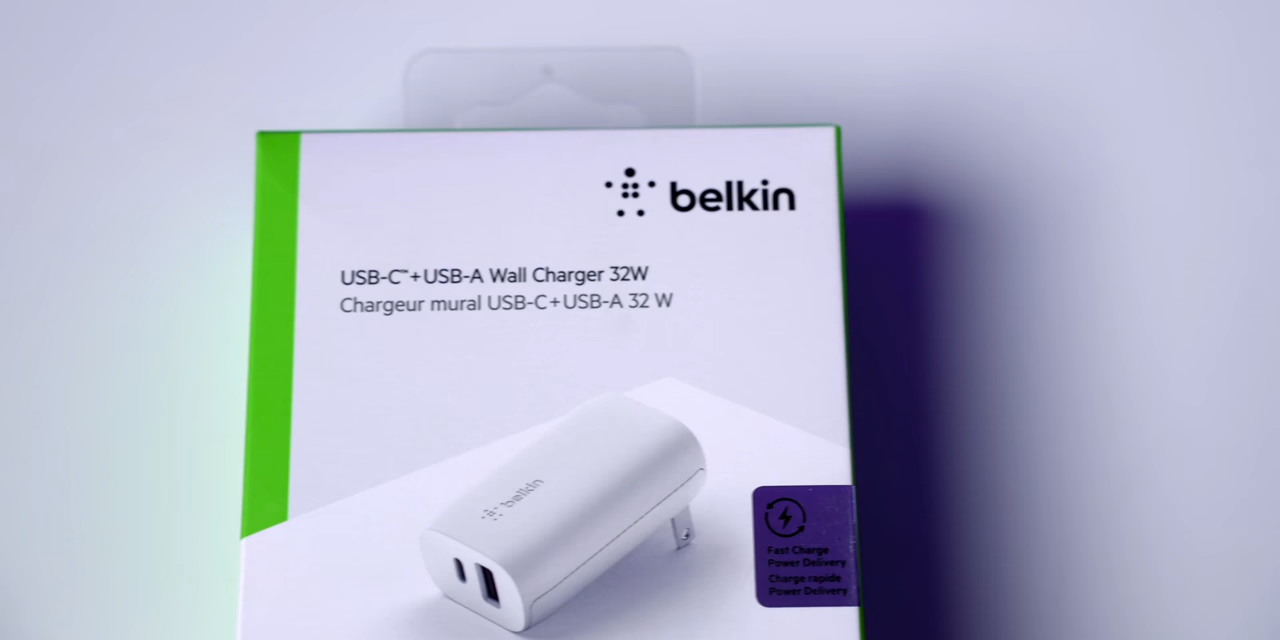 belkin
USB-C™+USB-A Wall Charger 32W
Chargeur mural USB-C+USB-A 32 W
belkin
Fast Charge
Power Delivery
Charge rapide
Power Delivery